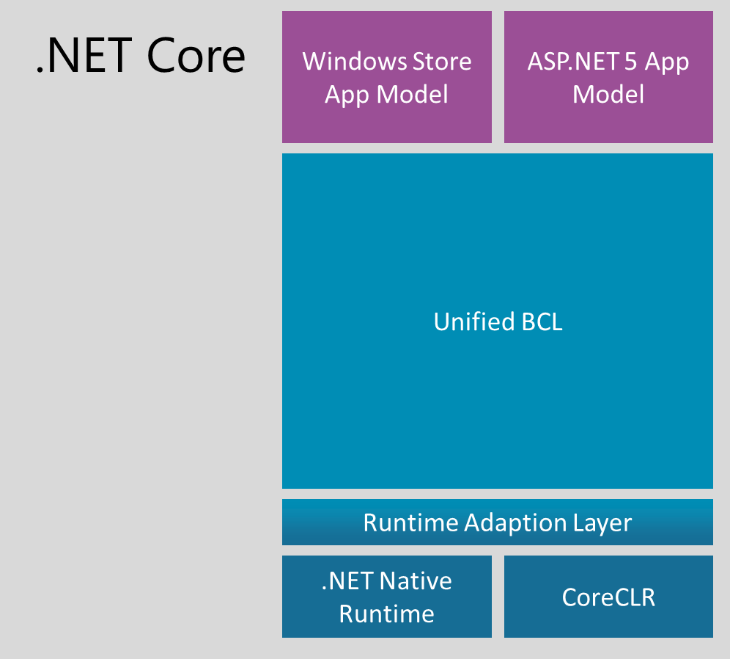 .NET Core
Windows Store
App Model
ASP.NET 5 App
Model
Unified BCL
Runtime Adaption Layer
.NET Native
Runtime
CoreCLR